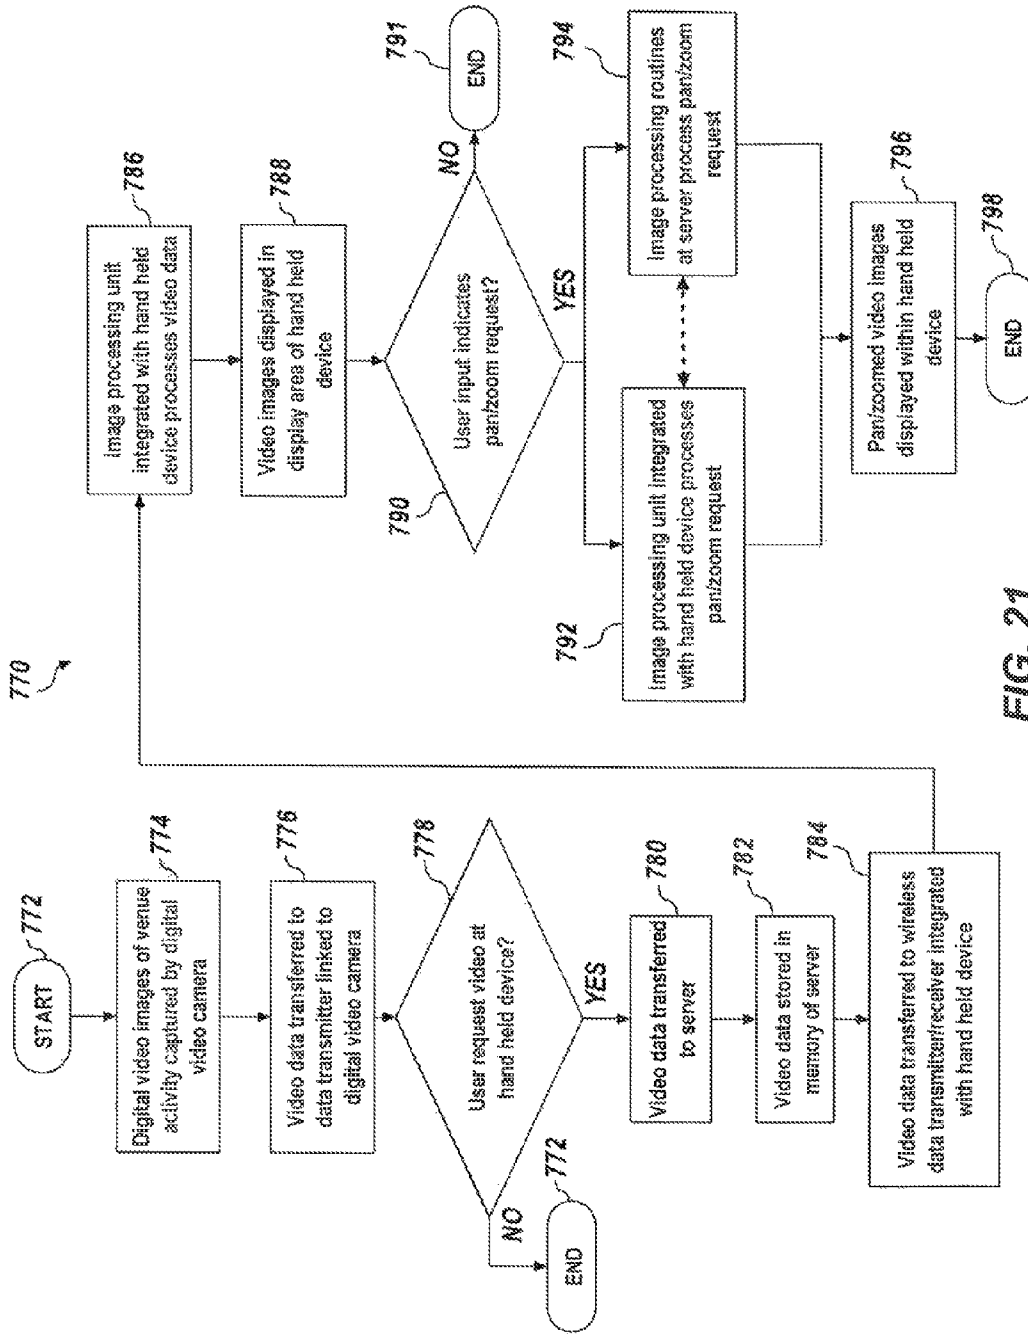 770
START
772
Digital video images of venue
activity captured by digital
video camera
774
Video data transferred to
data transmitter linked to
digital video camera
776
User request video at
hand held device?
778
NO
END
772
YES
Video data transferred
to server
780
Video data stored in
memory of server
782
Video data transferred to wireless
data transmitter/receiver integrated
with hand held device
784
Image processing unit
integrated with hand held
device processes video data
786
Video images displayed in
display area of hand held
device
788
User input indicates
pan/zoom request?
790
NO
END
791
YES
Image processing unit integrated
with hand held device processes
pan/zoom request
792
Image processing routines
at server process pan/zoom
request
794
Pan/zoomed video images
displayed within hand held
device
796
END
798
FIG. 21